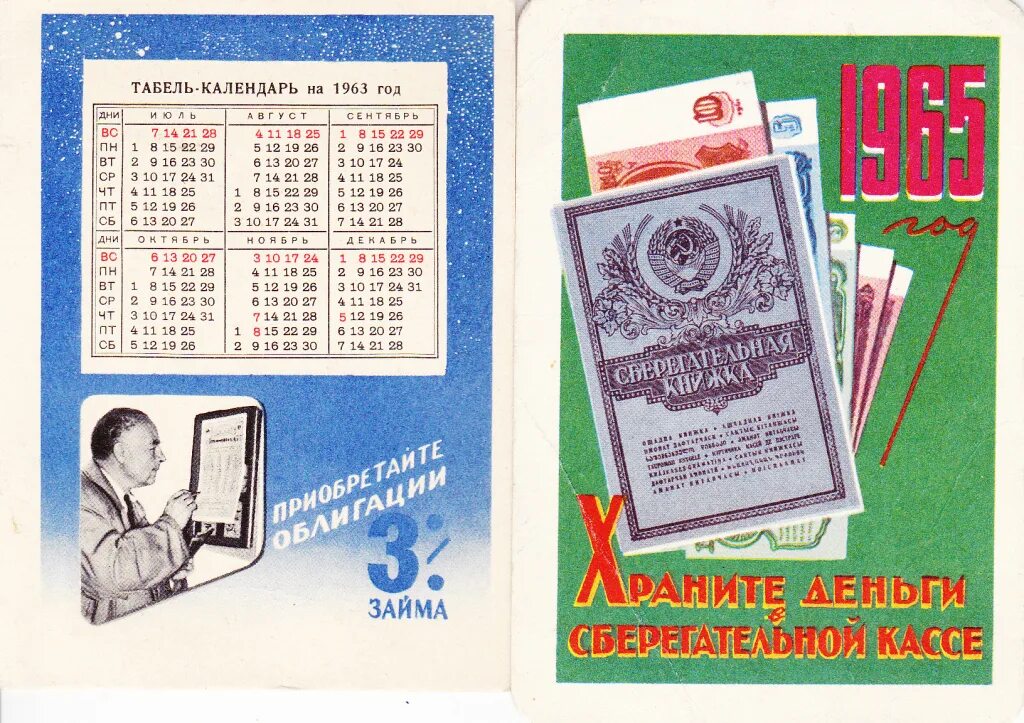 ТАБЕЛЬ-КАЛЕНДАРЬ на 1963 год
ДНИ ИЮЛЬ АВГУСТ СЕНТЯБРЬ
ВС 7 14 21 28 4 11 18 25 1 8 15 22 29
ПН 1 8 15 22 29 5 12 19 26 2 9 16 23 30
ВТ 2 9 16 23 30 6 13 20 27 3 10 17 24
СР 3 10 17 24 31 7 14 21 28 4 11 18 25
ЧТ 4 11 18 25 1 8 15 22 29 5 12 19 26
ПТ 5 12 19 26 2 9 16 23 30 6 13 20 27
СБ 6 13 20 27 3 10 17 24 31 7 14 21 28
ДНИ ОКТЯБРЬ НОЯБРЬ ДЕКАБРЬ
ВС 6 13 20 27 3 10 17 24 1 8 15 22 29
ПН 7 14 21 28 4 11 18 25 2 9 16 23 30
ВТ 1 8 15 22 29 5 12 19 26 3 10 17 24 31
СР 2 9 16 23 30 6 13 20 27 4 11 18 25
ЧТ 3 10 17 24 31 7 14 21 28 5 12 19 26
ПТ 4 11 18 25 1 8 15 22 29 6 13 20 27
СБ 5 12 19 26 2 9 16 23 30 7 14 21 28
ПРИОБРЕТАЙТЕ
ОБЛИГАЦИИ
3%
ЗАЙМА
1965
год
10
СБЕРЕГАТЕЛЬНАЯ
КНИЖКА
ОЩАДНА КНИЖКА • АШЧАДНАЯ КНИЖКА
Храните деньги
в
сберегательной кассе